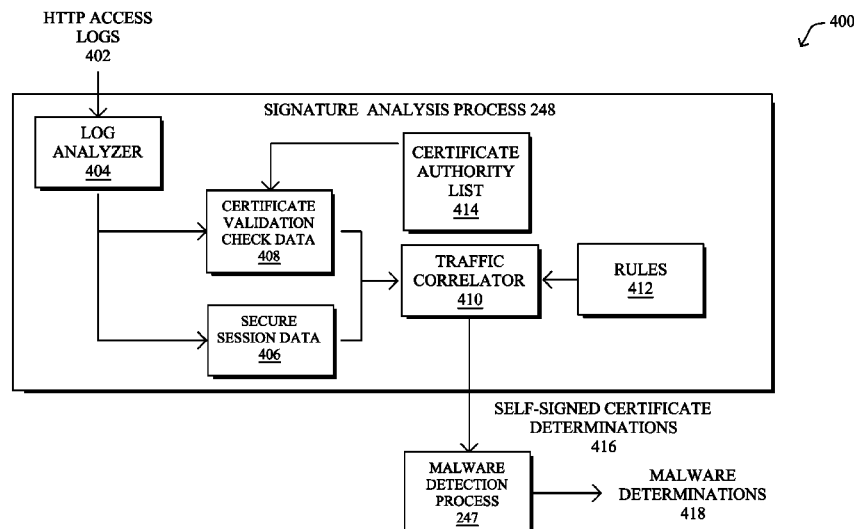 HTTP ACCESS
LOGS
402
400
SIGNATURE ANALYSIS PROCESS 248
LOG
ANALYZER
404
CERTIFICATE
AUTHORITY
LIST
414
CERTIFICATE
VALIDATION
CHECK DATA
408
TRAFFIC
CORRELATOR
410
RULES
412
SECURE
SESSION DATA
406
SELF-SIGNED CERTIFICATE
DETERMINATIONS
416
MALWARE
DETECTION
PROCESS
247
MALWARE
DETERMINATIONS
418